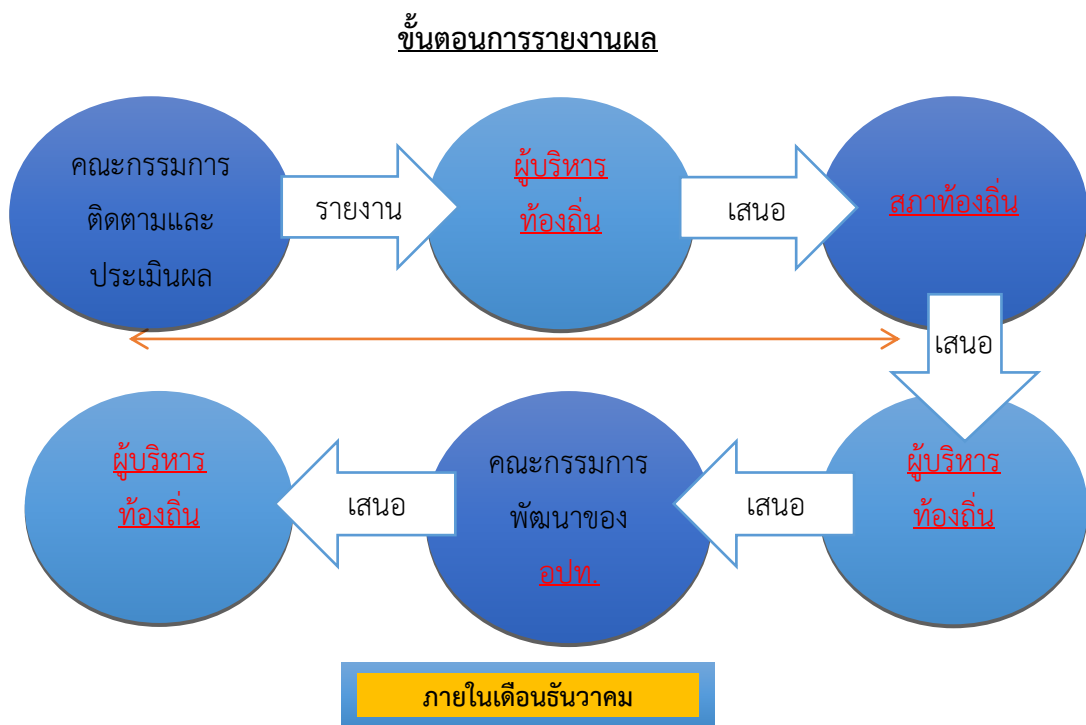 ขั้นตอนการรายงานผล
คณะกรรมการ
ติดตามและ
ประเมินผล
รายงาน
ผู้บริหาร
ท้องถิ่น
เสนอ
สภาท้องถิ่น
เสนอ
ผู้บริหาร
ท้องถิ่น
เสนอ
คณะกรรมการ
พัฒนาของ
อปท.
เสนอ
ผู้บริหาร
ท้องถิ่น
ภายในเดือนธันวาคม